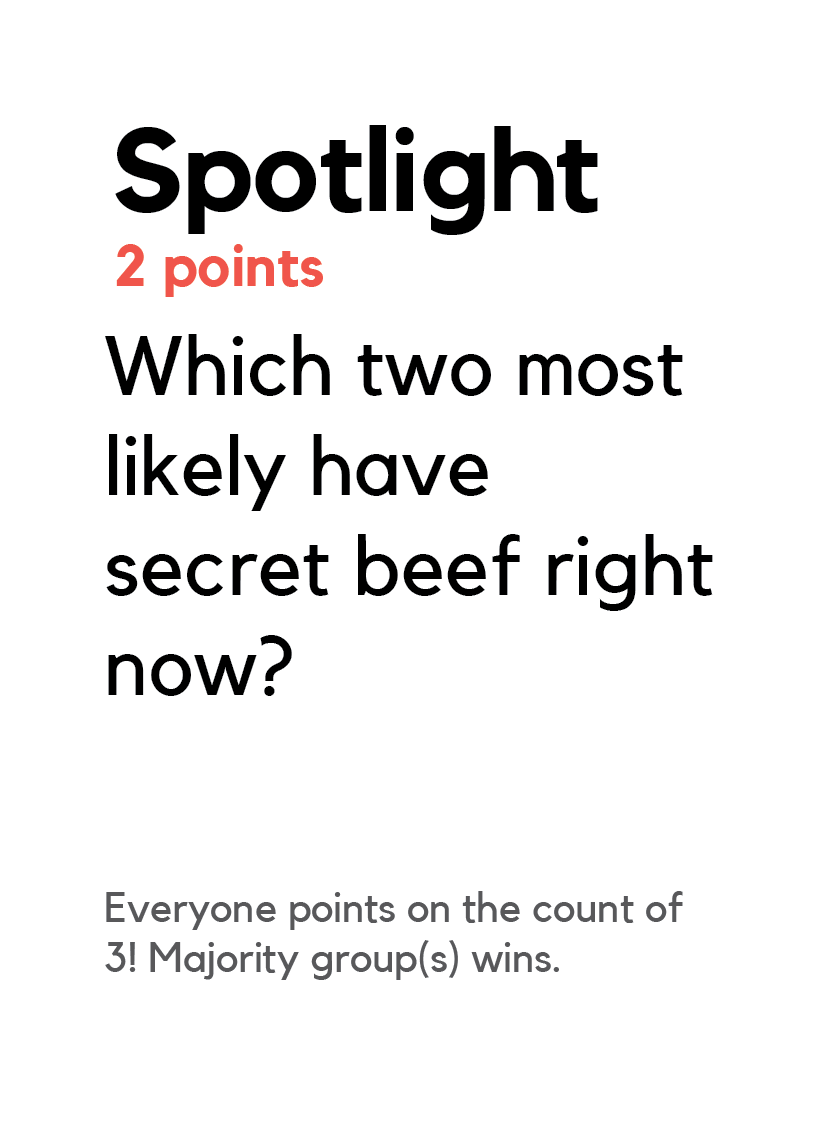 Spotlight
2 points
Which two most
likely have
secret beef right
now?
Everyone points on the count of
3! Majority group(s) wins.